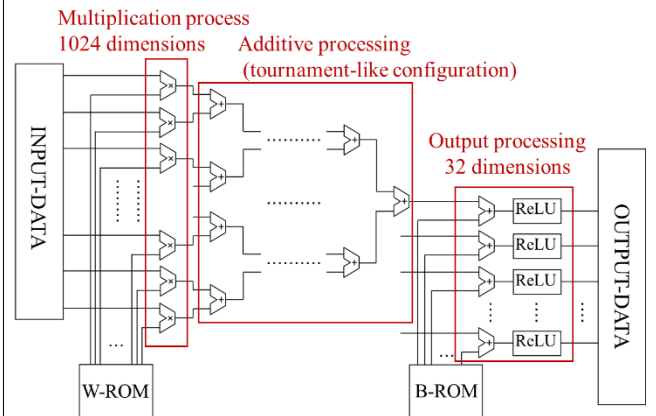 Multiplication process
1024 dimensions
Additive processing
(tournament-like configuration)
Output processing
32 dimensions
INPUT-DATA
×
×
×
×
×
×
+
+
+
+
+
+
+
+
+
+
+
ReLU
ReLU
ReLU
ReLU
OUTPUT-DATA
W-ROM
B-ROM